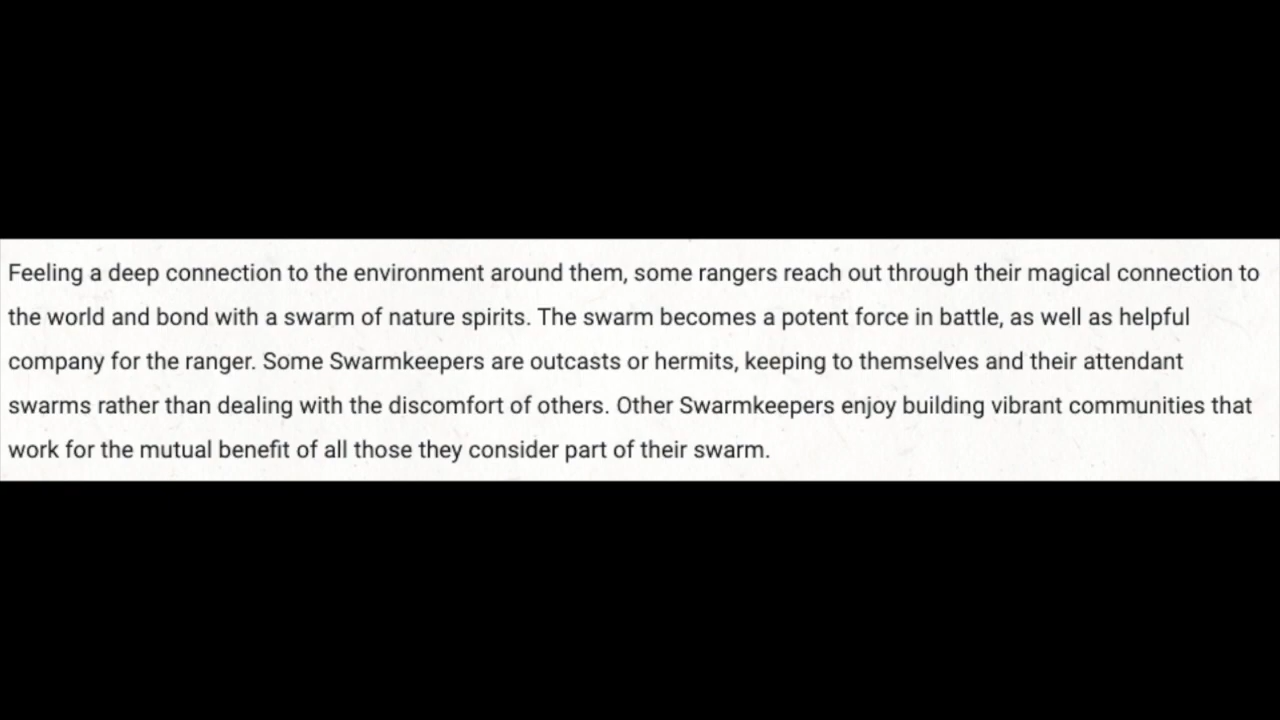 Feeling a deep connection to the environment around them, some rangers reach out through their magical connection to
the world and bond with a swarm of nature spirits. The swarm becomes a potent force in battle, as well as helpful
company for the ranger. Some Swarmkeepers are outcasts or hermits, keeping to themselves and their attendant
swarms rather than dealing with the discomfort of others. Other Swarmkeepers enjoy building vibrant communities that
work for the mutual benefit of all those they consider part of their swarm.